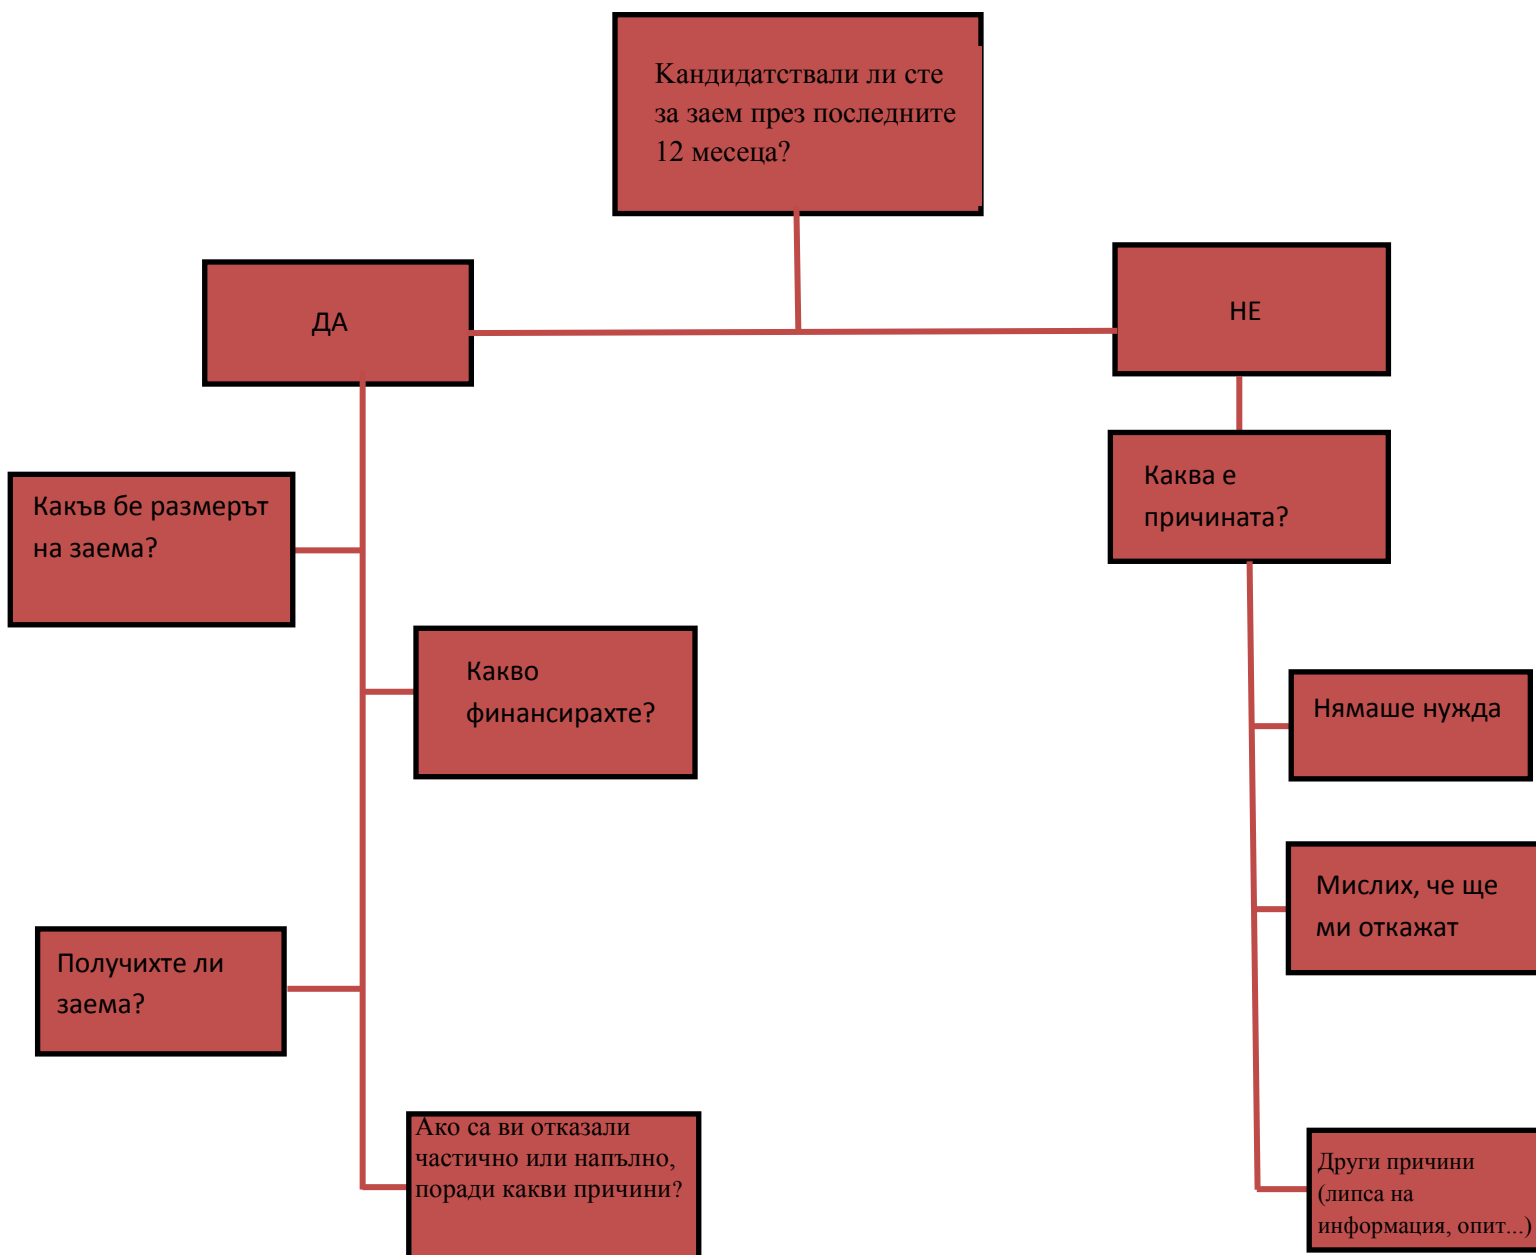 Кандидатствали ли сте
за заем през последните
12 месеца?
ДА
НЕ
Какъв бе размерът
на заема?
Какво
финансирахте?
Получихте ли
заема?
Ако са ви отказали
частично или напълно,
поради какви причини?
Каква е
причината?
Нямаше нужда
Мислих, че ще
ми откажат
Други причини
(липса на
информация, опит...)